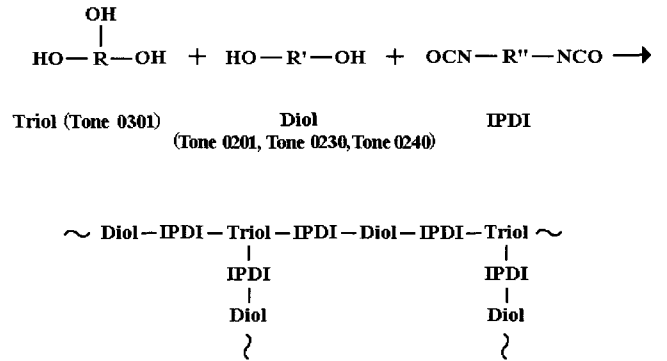 OH
HO—R—OH + HO—R'—OH + OCN—R''—NCO →
Triol (Tone 0301) Diol IPDI
(Tone 0201, Tone 0230, Tone 0240)
~ Diol—IPDI—Triol—IPDI—Diol—IPDI—Triol ~
IPDI IPDI
Diol Diol